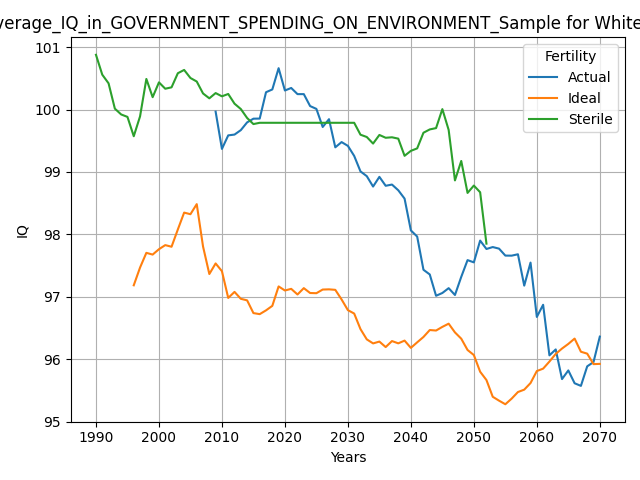 verage_IQ_in_GOVERNMENT_SPENDING_ON_ENVIRONMENT_Sample for White
101
100
99
98
97
96
95
IQ
Fertility
Actual
Ideal
Sterile
1990 2000 2010 2020 2030 2040 2050 2060 2070
Years